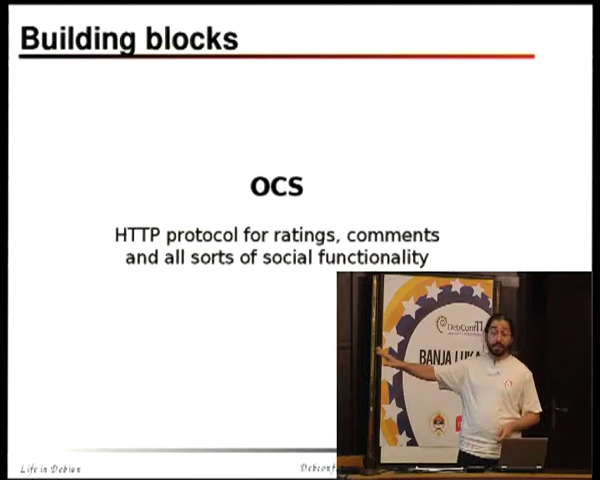 Building blocks
OCS
HTTP protocol for ratings, comments
and all sorts of social functionality
DebConf11
BANJA LUKA
Life in Debian
Debconf